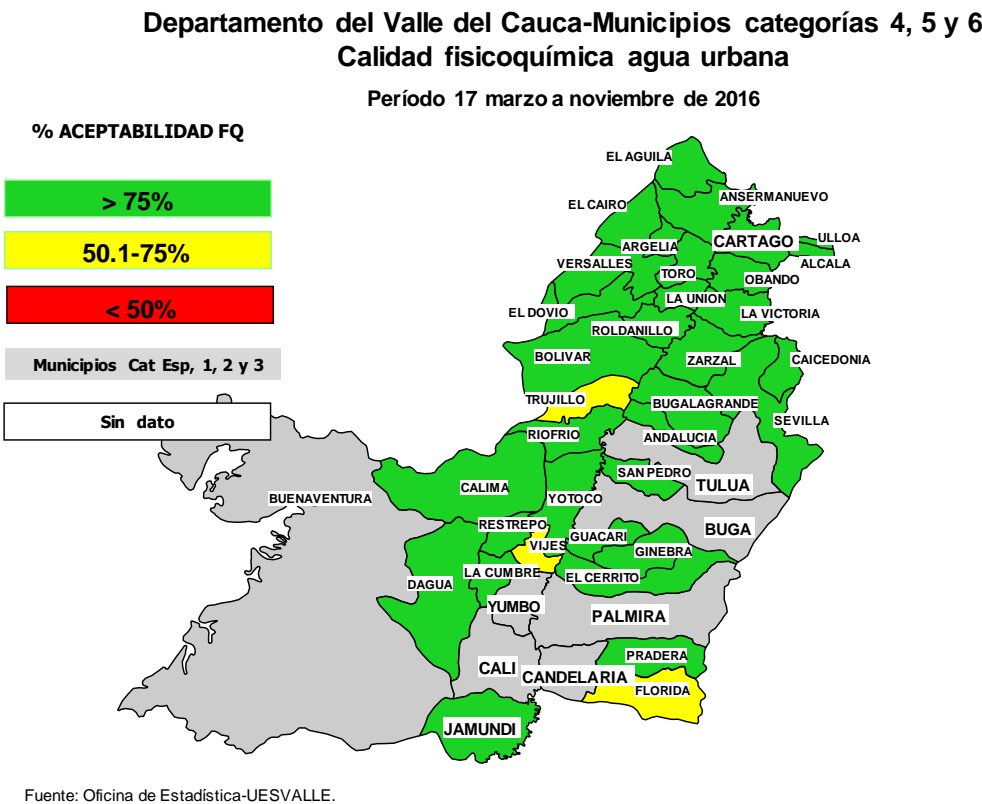 Departamento del Valle del Cauca-Municipios categorías 4, 5 y 6
Calidad fisicoquímica agua urbana
Período 17 marzo a noviembre de 2016
% ACEPTABILIDAD FQ
> 75%
50.1-75%
< 50%
Municipios Cat Esp, 1, 2 y 3
Sin dato
EL AGUILA
ANSERMANUEVO
EL CAIRO
CARTAGO
ULLOA
ARGELIA
VERSALLES
ALCALA
TORO
OBANDO
LA UNION
EL DOVIO
LA VICTORIA
ROLDANILLO
BOLIVAR
ZARZAL
CAICEDONIA
TRUJILLO
BUGALAGRANDE
SEVILLA
RIOFRIO
ANDALUCIA
SAN PEDRO
TULUA
CALIMA
BUENAVENTURA
YOTOCO
RESTREPO
BUGA
GUACARI
VIJES
GINEBRA
LA CUMBRE
EL CERRITO
DAGUA
YUMBO
PALMIRA
PRADERA
CALI
CANDELARIA
FLORIDA
JAMUNDI
Fuente: Oficina de Estadística-UESVALLE.